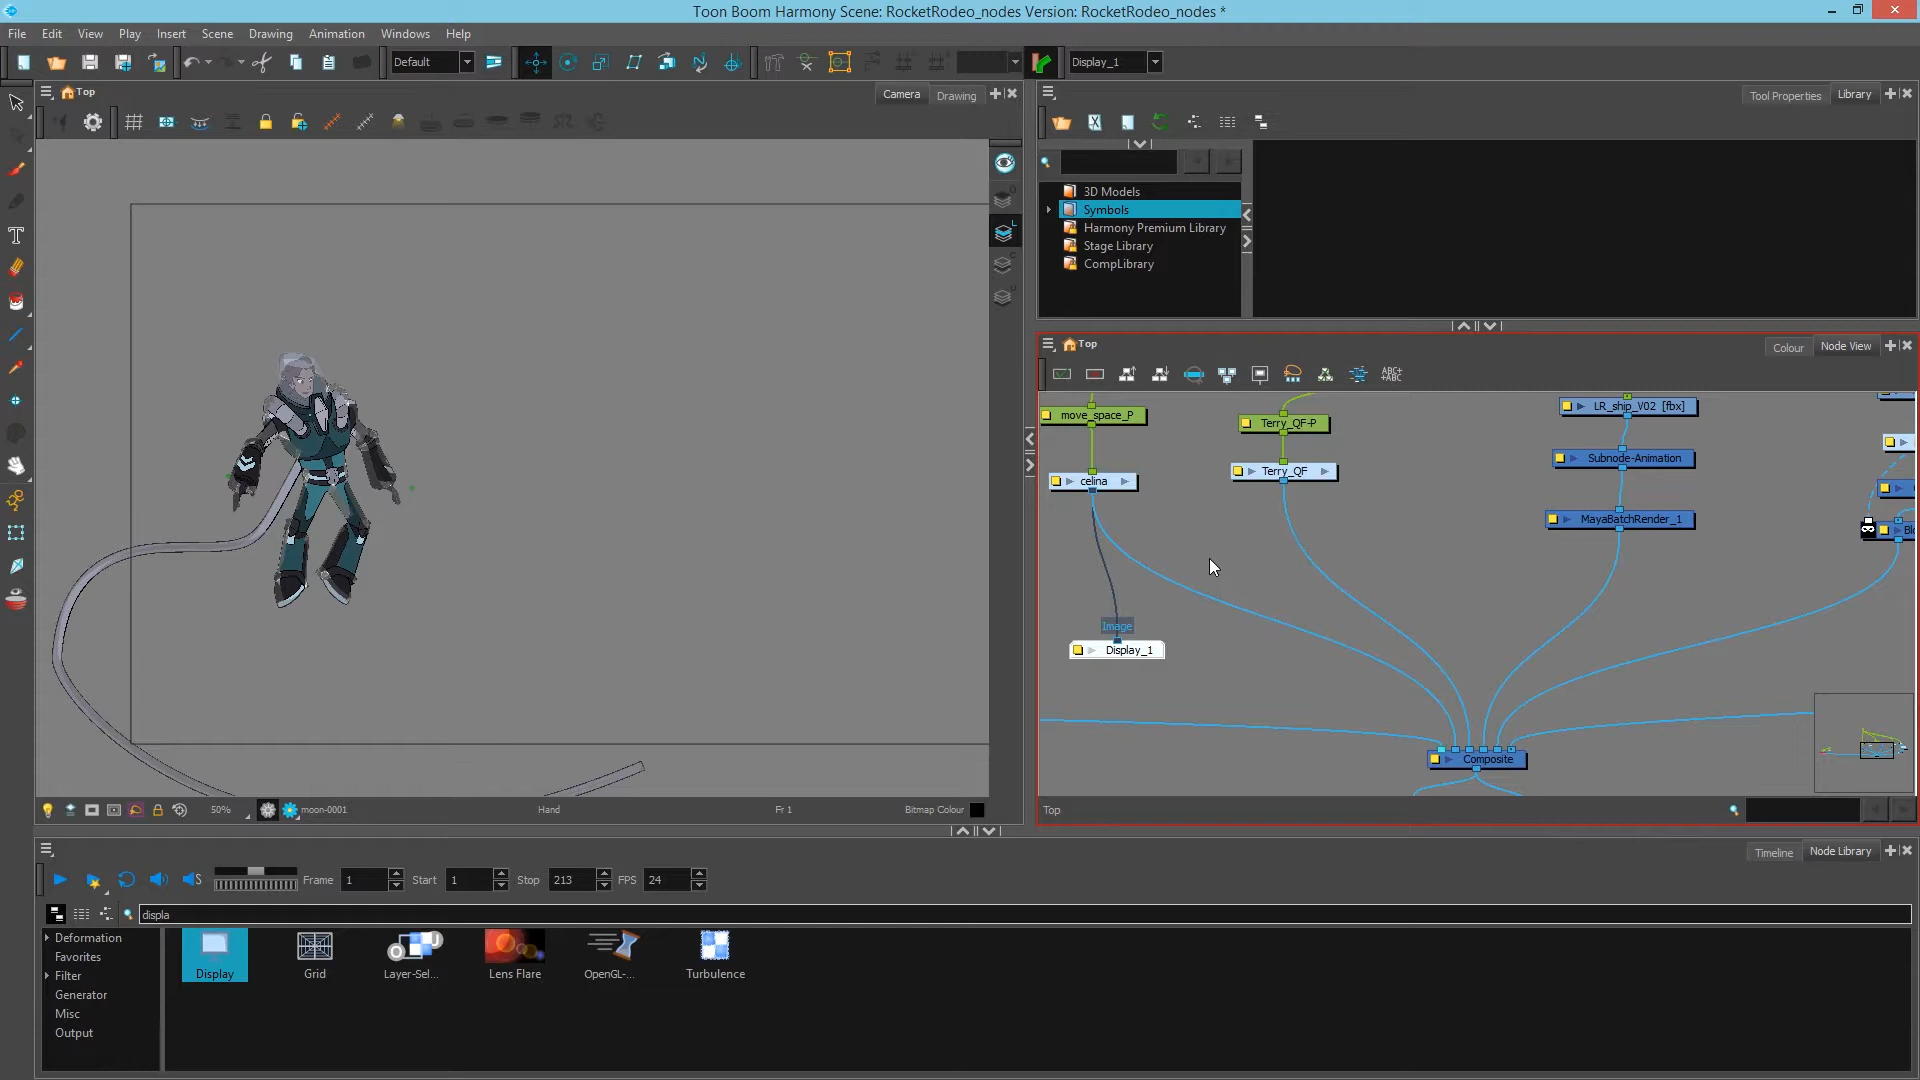 Toon Boom Harmony Scene: RocketRodeo_nodes Version: RocketRodeo_nodes *
File Edit View Play Insert Scene Drawing Animation Windows Help
Default
Display_1
Top
Camera
Drawing
Tool Properties
Library
3D Models
Symbols
Harmony Premium Library
Stage Library
CompLibrary
Top
Colour
Node View
ABC+
ABC
move_space_P
Terry_QF-P
LR_ship_V02 [fbx]
celina
Terry_QF
Subnode-Animation
MayaBatchRender_1
Image
Display_1
Composite
Top
50%
moon-0001
Hand
Fr 1
Bitmap Colour
Timeline
Node Library
Frame 1 Start 1 Stop 213 FPS 24
displa
Deformation
Favorites
Filter
Generator
Misc
Output
Display
Grid
Layer-Sel...
Lens Flare
OpenGL-...
Turbulence